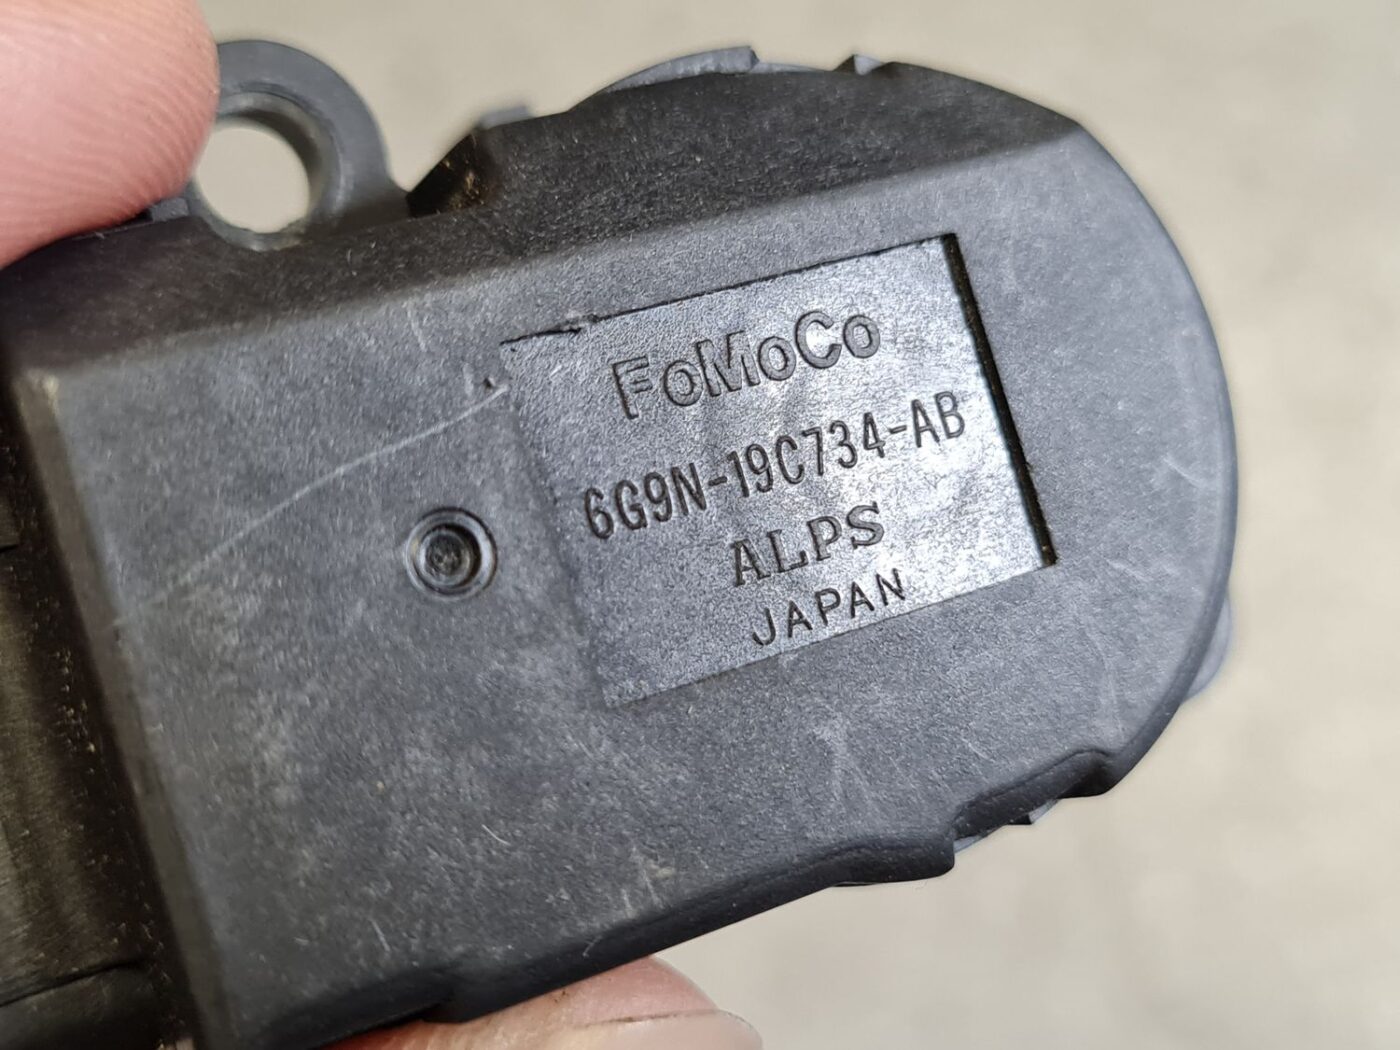 FoMoCo
6G9N-19C734-AB
ALPS
JAPAN